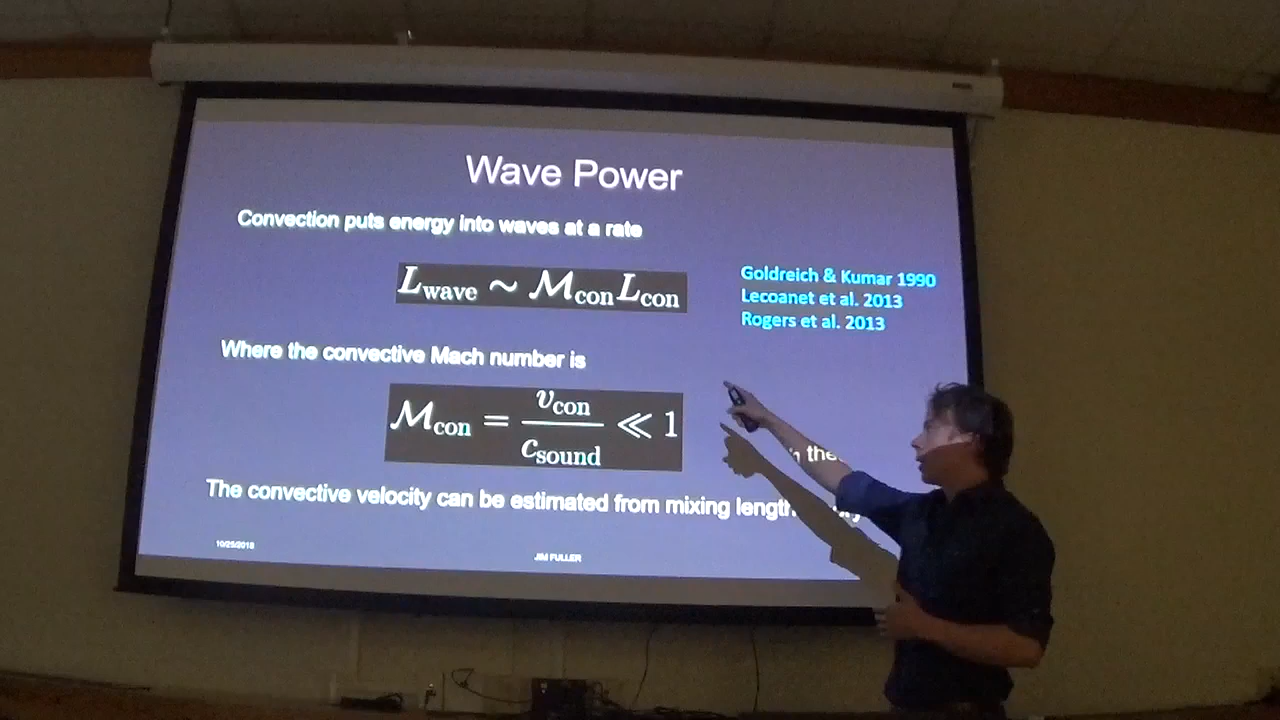 Wave Power
Convection puts energy into waves at a rate
L_wave ~ ℳ_con L_con
Goldreich & Kumar 1990
Lecoanet et al. 2013
Rogers et al. 2013
Where the convective Mach number is
ℳ_con = v_con / c_sound ≪ 1
The convective velocity can be estimated from mixing length
10/25/2018
JIM FULLER